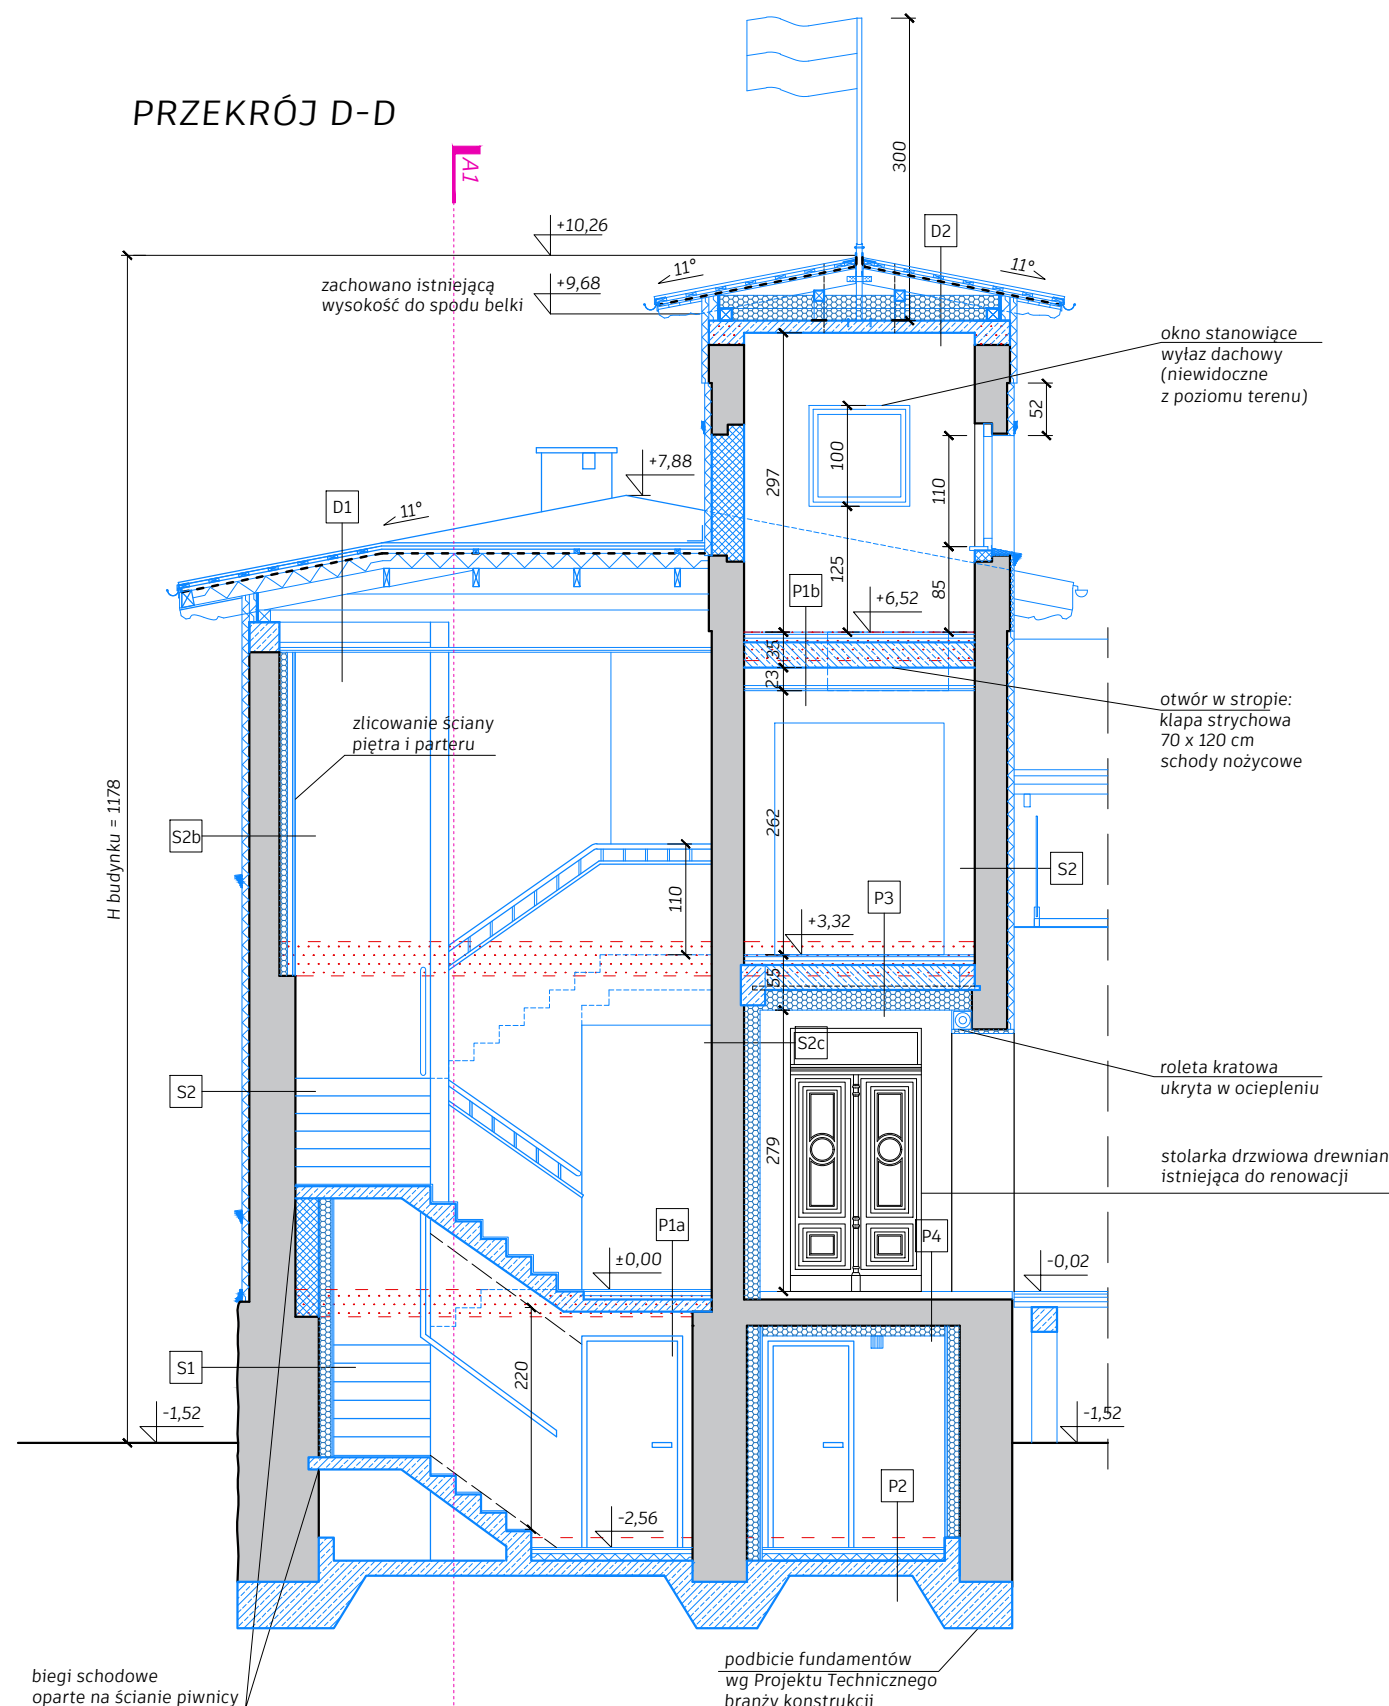 PRZEKRÓJ D-D
A1
300
+10,26
D2
11°
11°
zachowano istniejącą
wysokość do spodu belki
+9,68
okno stanowiące
wyłaz dachowy
(niewidoczne
z poziomu terenu)
52
100
297
110
+7,88
D1
11°
125
85
P1b
+6,52
35
23
otwór w stropie:
klapa strychowa
70 x 120 cm
schody nożycowe
zlicowanie ściany
piętra i parteru
H budynku = 1178
S2b
262
S2
110
P3
+3,32
55
S2c
roleta kratowa
ukryta w ociepleniu
S2
279
stolarka drzwiowa drewnian
istniejąca do renowacji
P1a
P4
±0,00
-0,02
S1
220
-1,52
-1,52
P2
-2,56
podbicie fundamentów
wg Projektu Technicznego
branży konstrukcji
biegi schodowe
oparte na ścianie piwnicy